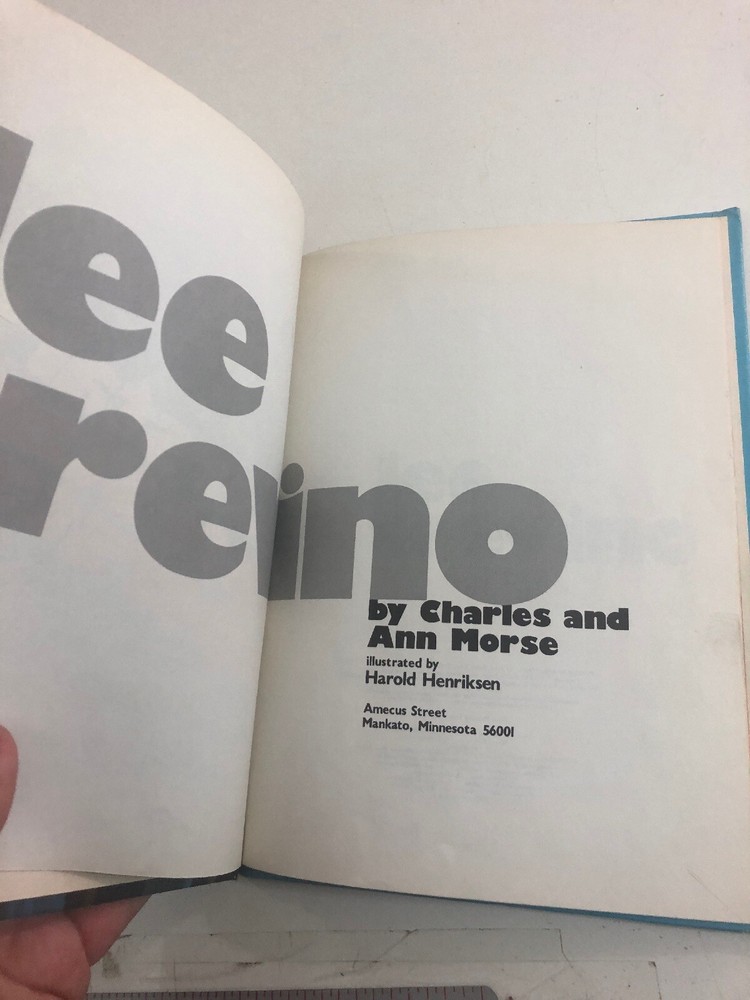 lee
revino
by Charles and
Ann Morse
illustrated by
Harold Henriksen
Amecus Street
Mankato, Minnesota 56001